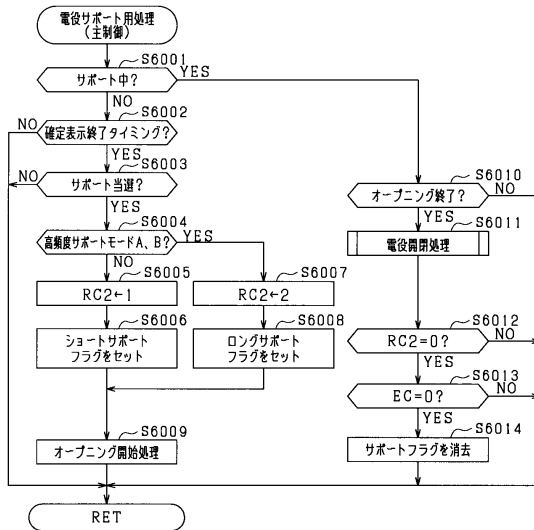 電役サポート用処理
(主制御)
S6001
サポート中?
YES
NO
S6002
NO
確定表示終了タイミング?
YES
S6003
NO
サポート当選?
YES
S6004
高頻度サポートモードA、B?
YES
NO
S6005
RC2←1
S6007
RC2←2
S6006
ショートサポート
フラグをセット
S6008
ロングサポート
フラグをセット
S6009
オープニング開始処理
S6010
オープニング終了?
NO
YES
S6011
電役開閉処理
S6012
RC2=0?
NO
YES
S6013
EC=0?
NO
YES
S6014
サポートフラグを消去
RET